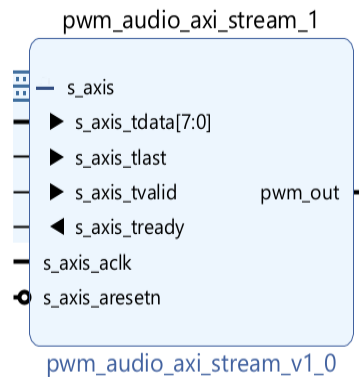 pwm_audio_axi_stream_1
s_axis
s_axis_tdata[7:0]
s_axis_tlast
s_axis_tvalid
pwm_out
s_axis_tready
s_axis_aclk
s_axis_aresetn
pwm_audio_axi_stream_v1_0